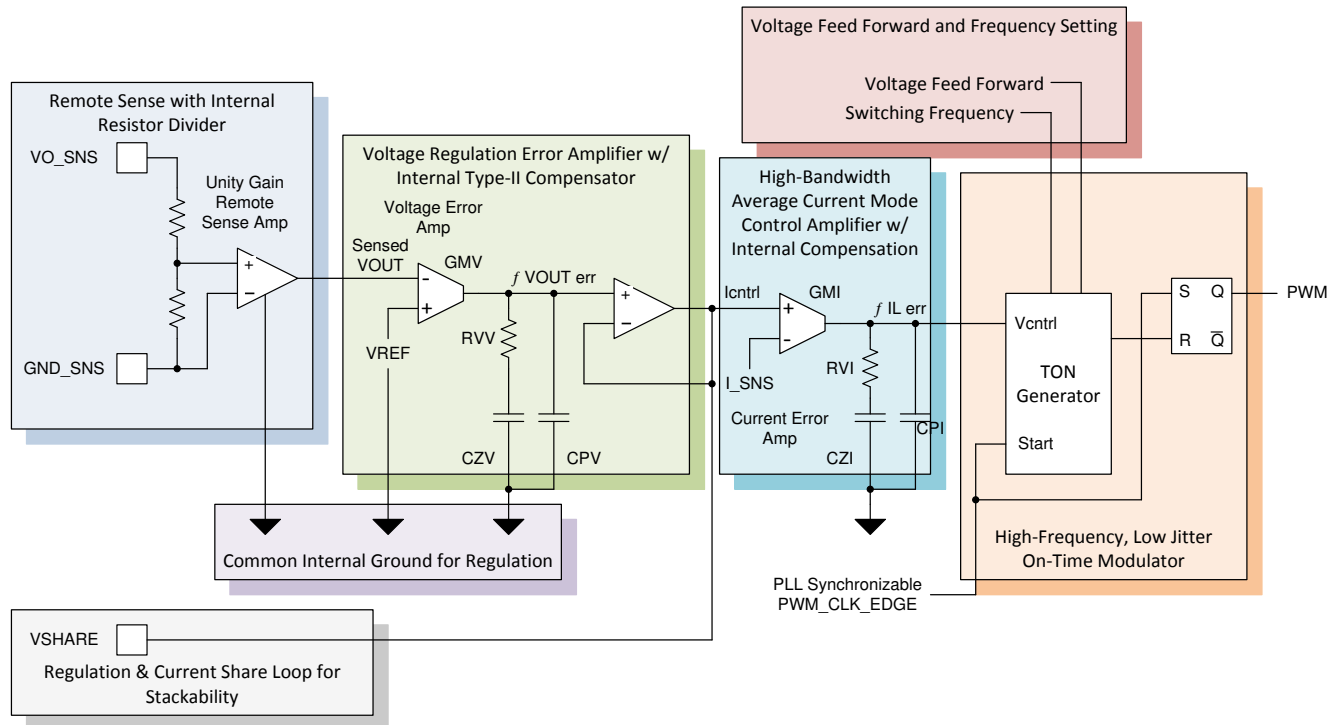 Voltage Feed Forward and Frequency Setting
Voltage Feed Forward
Switching Frequency
Remote Sense with Internal
Resistor Divider
VO_SNS
Unity Gain
Remote
Sense Amp
+
−
GND_SNS
Voltage Regulation Error Amplifier w/
Internal Type-II Compensator
Voltage Error
Amp
Sensed
VOUT
GMV
-
+
VREF
ƒ VOUT err
RVV
CZV
CPV
+
−
High-Bandwidth
Average Current Mode
Control Amplifier w/
Internal Compensation
Icntrl
GMI
+
-
I_SNS
ƒ IL err
RVI
Current Error
Amp
CPI
CZI
Vcntrl
TON
Generator
Start
S
Q
R
Q̅
PWM
High-Frequency, Low Jitter
On-Time Modulator
PLL Synchronizable
PWM_CLK_EDGE
Common Internal Ground for Regulation
VSHARE
Regulation & Current Share Loop for
Stackability